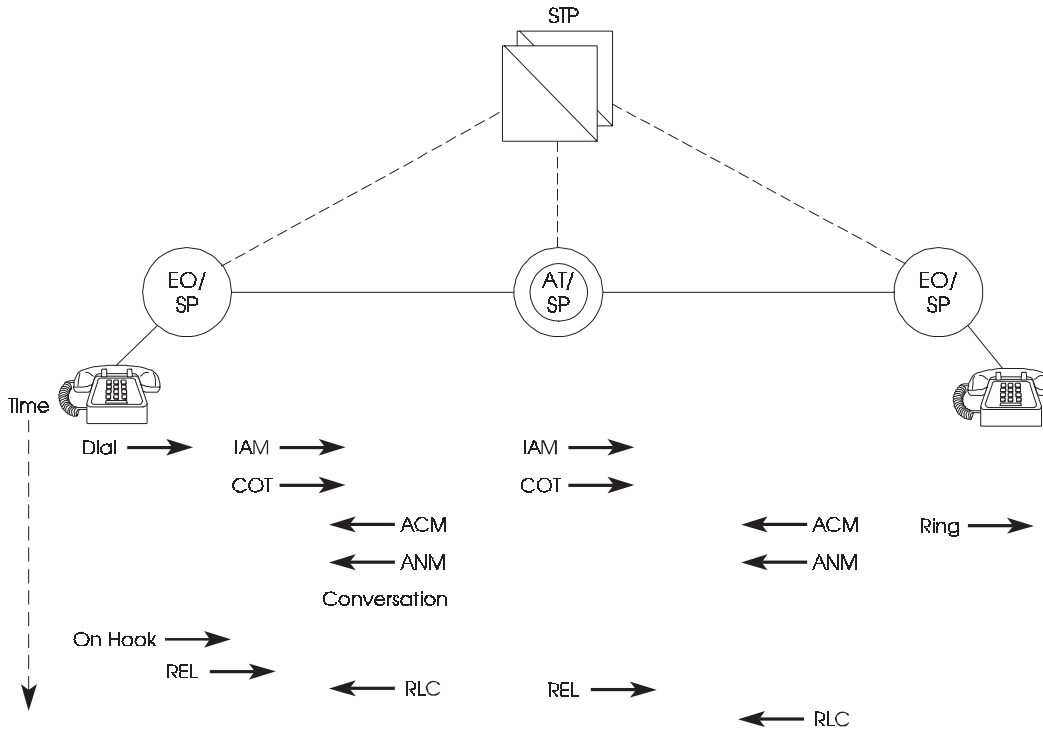 STP
EO/
SP
AT/
SP
EO/
SP
Time
Dial
IAM
IAM
COT
COT
ACM
ACM
Ring
ANM
ANM
Conversation
On Hook
REL
RLC
REL
RLC